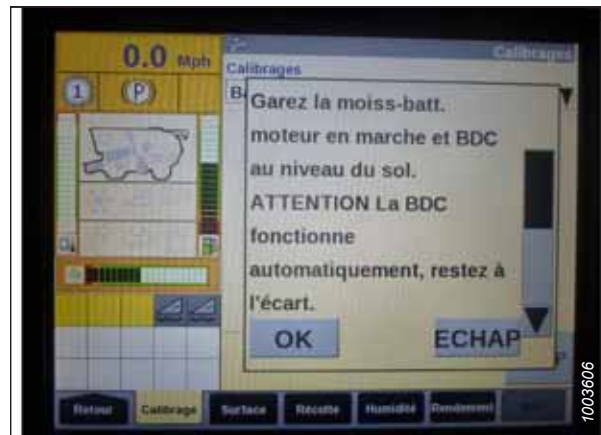 0.0 Mph
Calibrages
Calibrages
1
(P)
B
Garez la moiss-batt.
moteur en marche et BDC
au niveau du sol.
ATTENTION La BDC
fonctionne
automatiquement, restez à
l'écart.
OK
ECHAP
P
Retour
Calibrage
Surface
Récolte
Humidité
Rendement
1003606